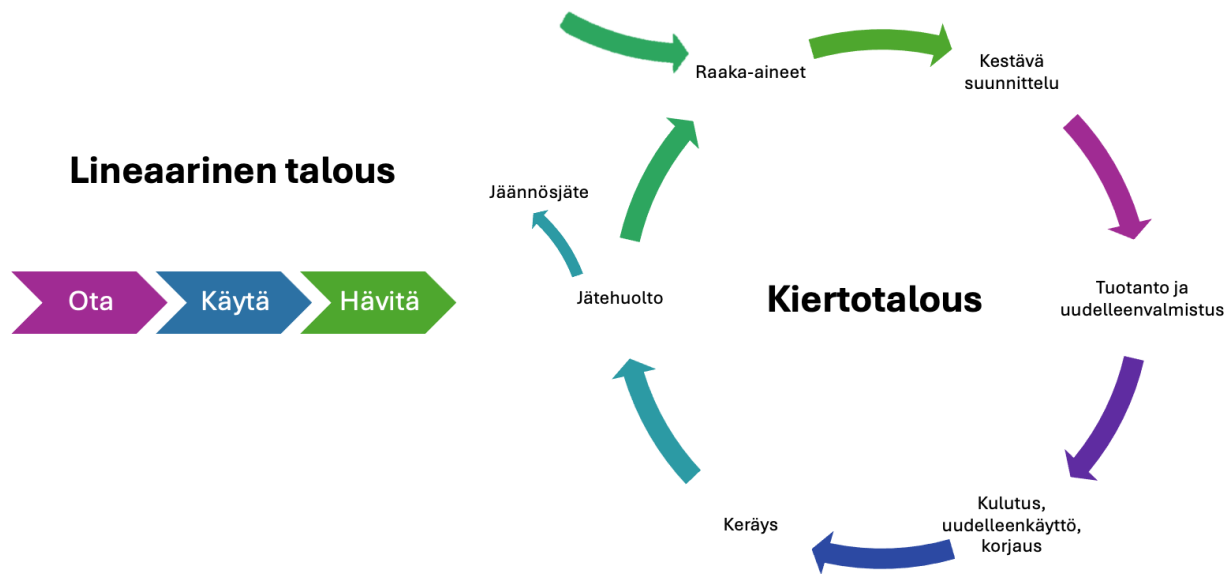 Lineaarinen talous
Ota
Käytä
Hävitä
Kiertotalous
Raaka-aineet
Kestävä
suunnittelu
Tuotanto ja
uudelleenvalmistus
Kulutus,
uudelleenkäyttö,
korjaus
Keräys
Jätehuolto
Jäännösjäte